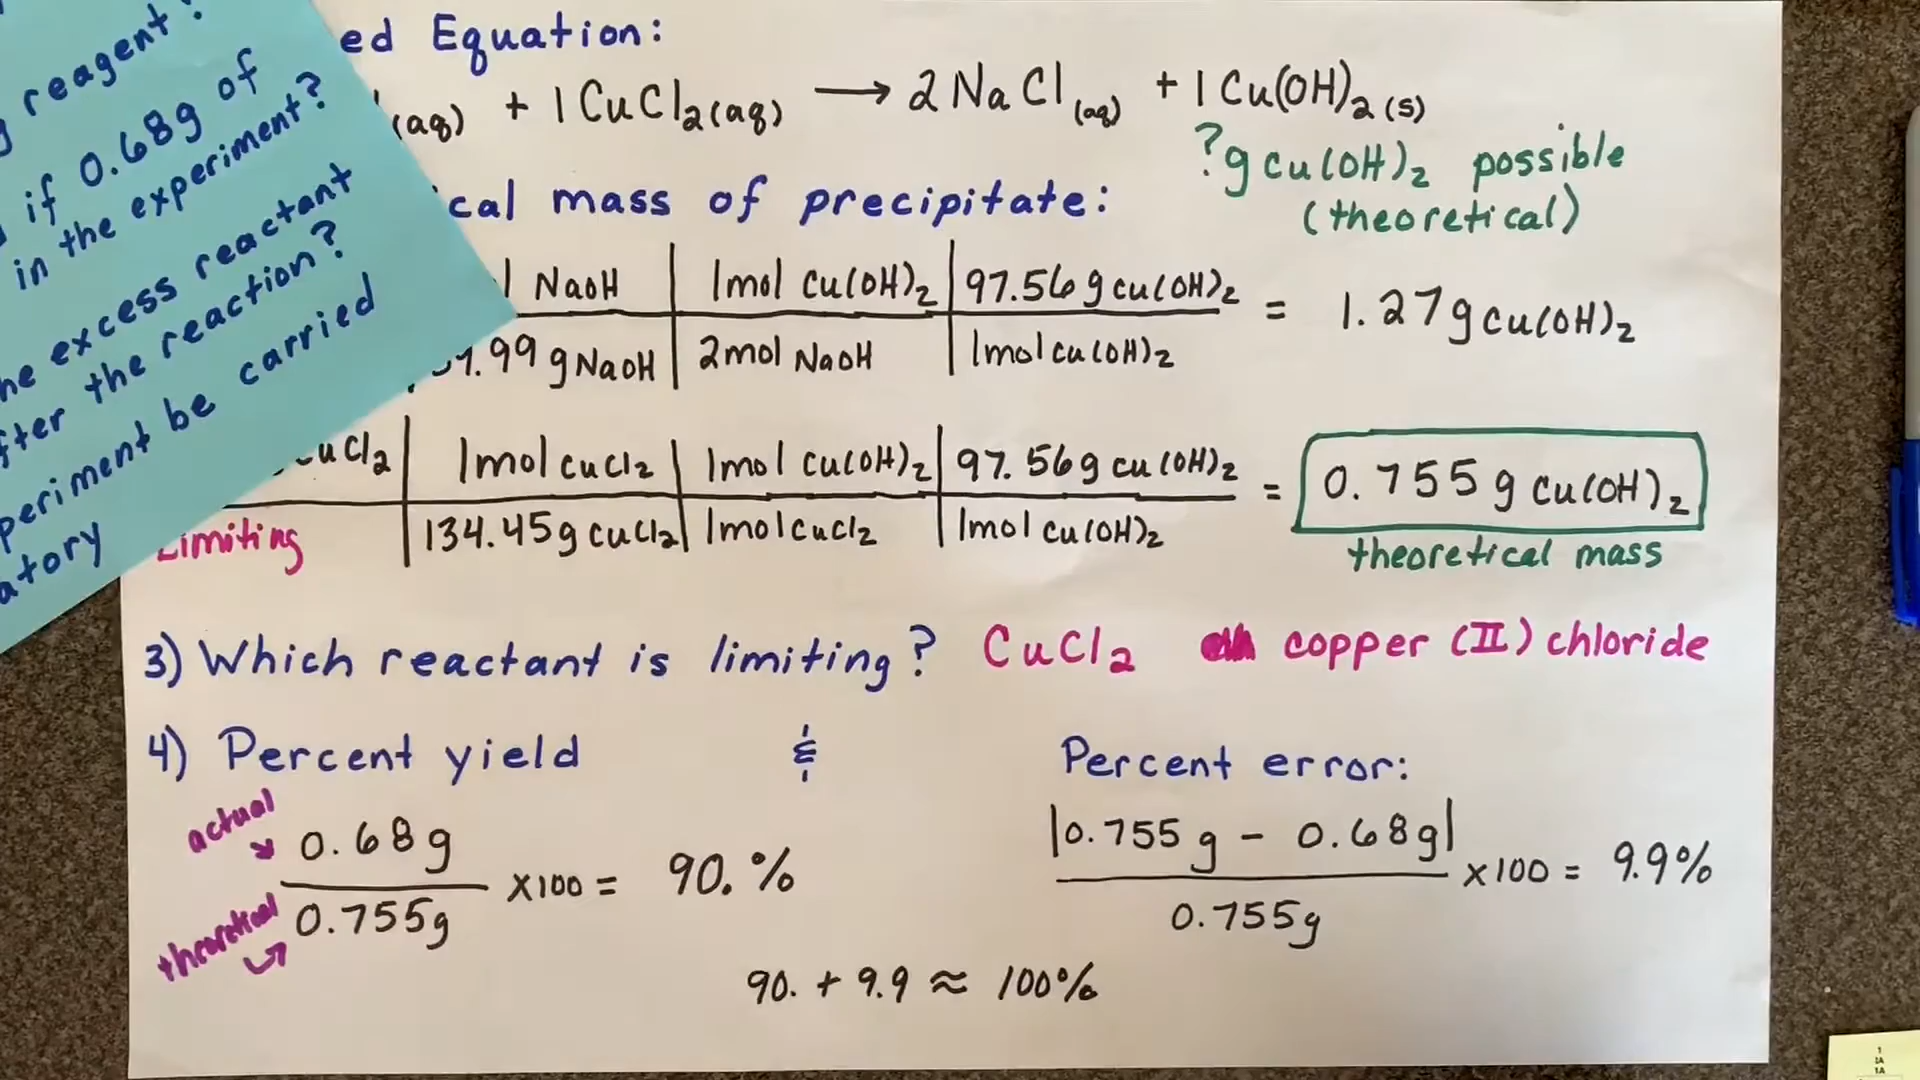 reagent?
if 0.68g of
in the experiment?
excess reactant
the reaction?
be carried
ed Equation:
(aq) + 1 CuCl₂(aq) → 2 NaCl(aq) + 1 Cu(OH)₂(s)
?g Cu(OH)₂ possible
(theoretical)
cal mass of precipitate:
NaOH | 1mol Cu(OH)₂ | 97.56g Cu(OH)₂ = 1.27g Cu(OH)₂
.99 g NaOH | 2mol NaOH | 1mol Cu(OH)₂
uCl₂ | 1mol CuCl₂ | 1mol Cu(OH)₂ | 97.56g Cu(OH)₂ = 0.755g Cu(OH)₂
Limiting | 134.45g CuCl₂ | 1mol CuCl₂ | 1mol Cu(OH)₂
theoretical mass
3) Which reactant is limiting? CuCl₂ copper (II) chloride
4) Percent yield & Percent error:
actual 0.68g
theoretical 0.755g x100 = 90.%
|0.755g - 0.68g|
0.755g x100 = 9.9%
90. + 9.9 ≈ 100%
1
IA
1A